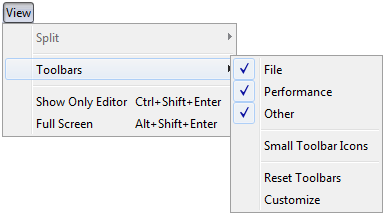 View
Split
Toolbars
Show Only Editor Ctrl+Shift+Enter
Full Screen Alt+Shift+Enter
File
Performance
Other
Small Toolbar Icons
Reset Toolbars
Customize